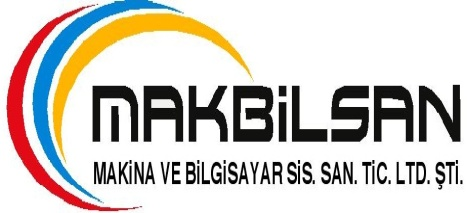 MAKBİLSAN
MAKİNA VE BİLGİSAYAR SİS. SAN. TİC. LTD. ŞTİ.